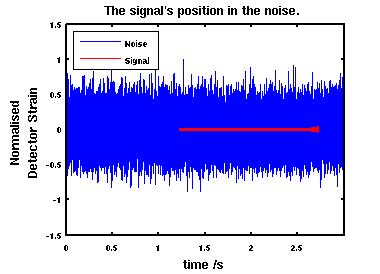 The signal's position in the noise.
1.5
Noise
Signal
1
0.5
0
-0.5
-1
-1.5
Normalised
Detector Strain
0 0.5 1 1.5 2 2.5
time /s